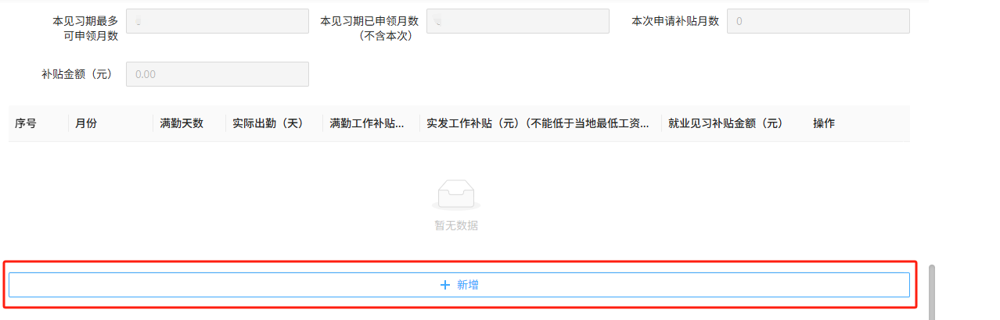 本见习期最多
可申领月数
本见习期已申领月数
（不含本次）
本次申请补贴月数 0
补贴金额（元） 0.00
序号 月份 满勤天数 实际出勤（天） 满勤工作补贴... 实发工作补贴（元）（不能低于当地最低工资... 就业见习补贴金额（元） 操作
暂无数据
+ 新增